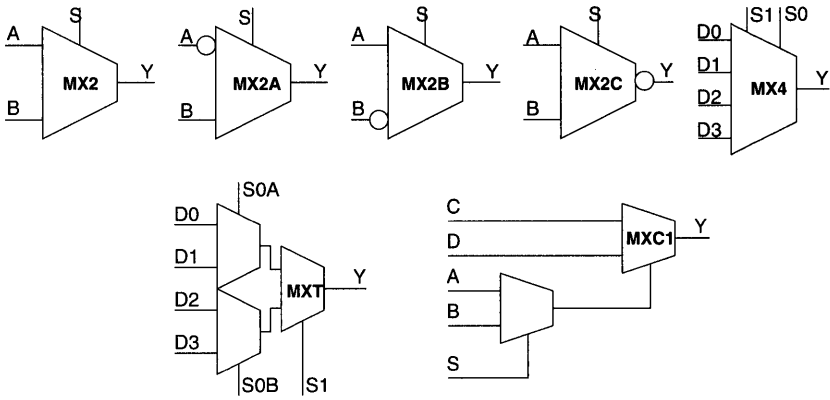 S S S S S1 S0
A A A A D0
MX2 Y MX2A Y MX2B Y MX2C Y D1 MX4 Y
D2
B B B B D3
S0A
D0
D1
D2
D3
MXT Y
S0B S1
C
D
MXC1 Y
A
B
S